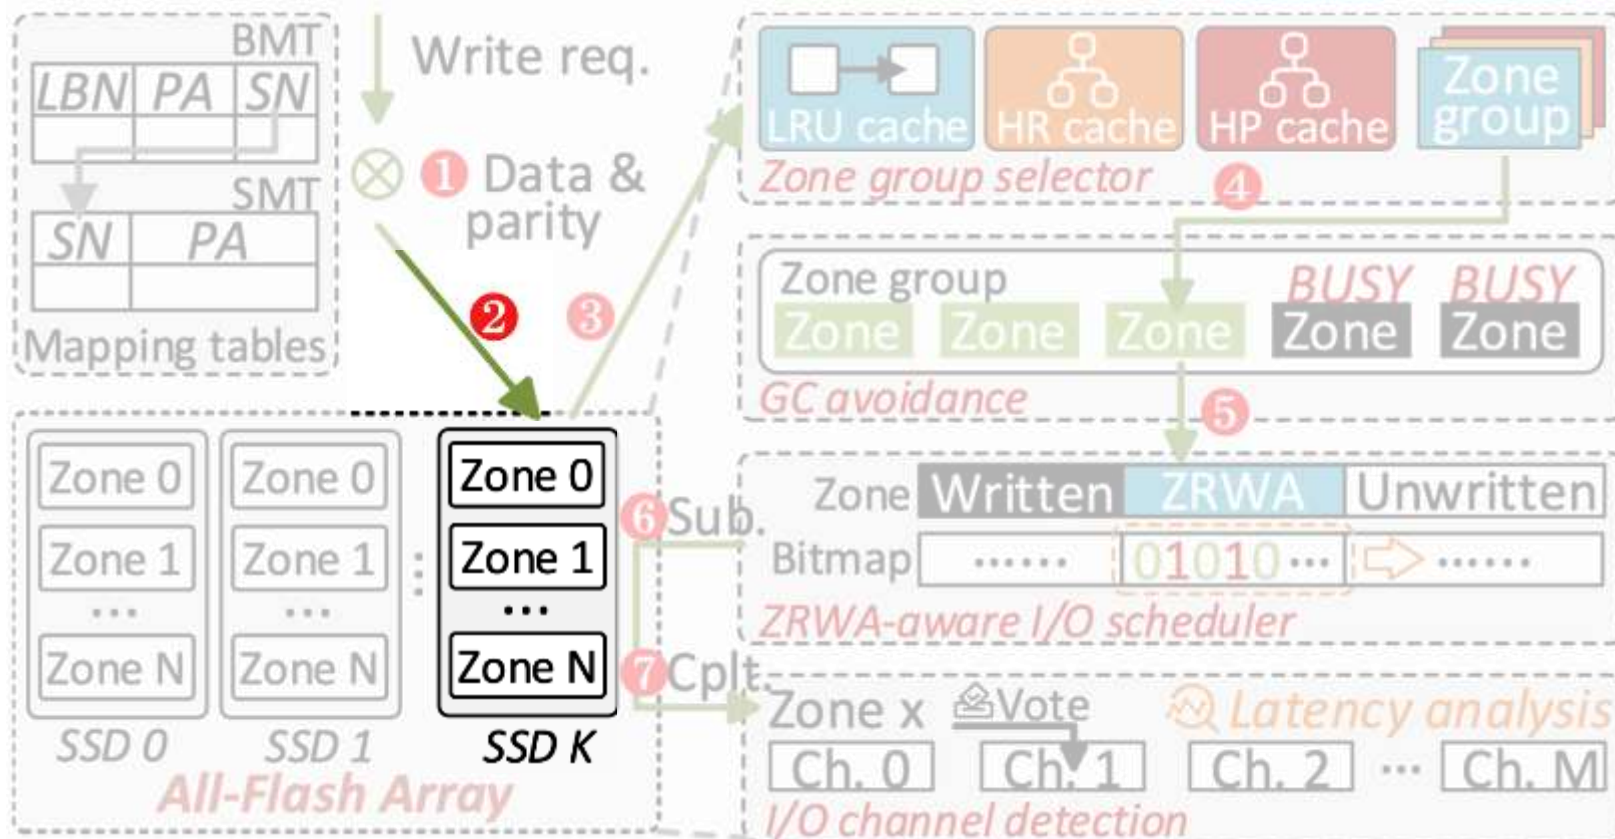 BMT
LBN PA SN
SMT
SN PA
Mapping tables
Write req.
1 Data &
parity
2
3
LRU cache
HR cache
HP cache
Zone
group
Zone group selector
4
Zone group
BUSY BUSY
Zone Zone Zone Zone Zone
GC avoidance
5
Zone Written ZRWA Unwritten
Bitmap ······ 01010··· ······
ZRWA-aware I/O scheduler
6 Sub.
7 Cplt.
Zone 0
Zone 1
...
Zone N
SSD 0
Zone 0
Zone 1
...
Zone N
SSD 1
Zone 0
Zone 1
...
Zone N
SSD K
All-Flash Array
Zone x Vote Latency analysis
Ch. 0 Ch. 1 Ch. 2 ... Ch. M
I/O channel detection